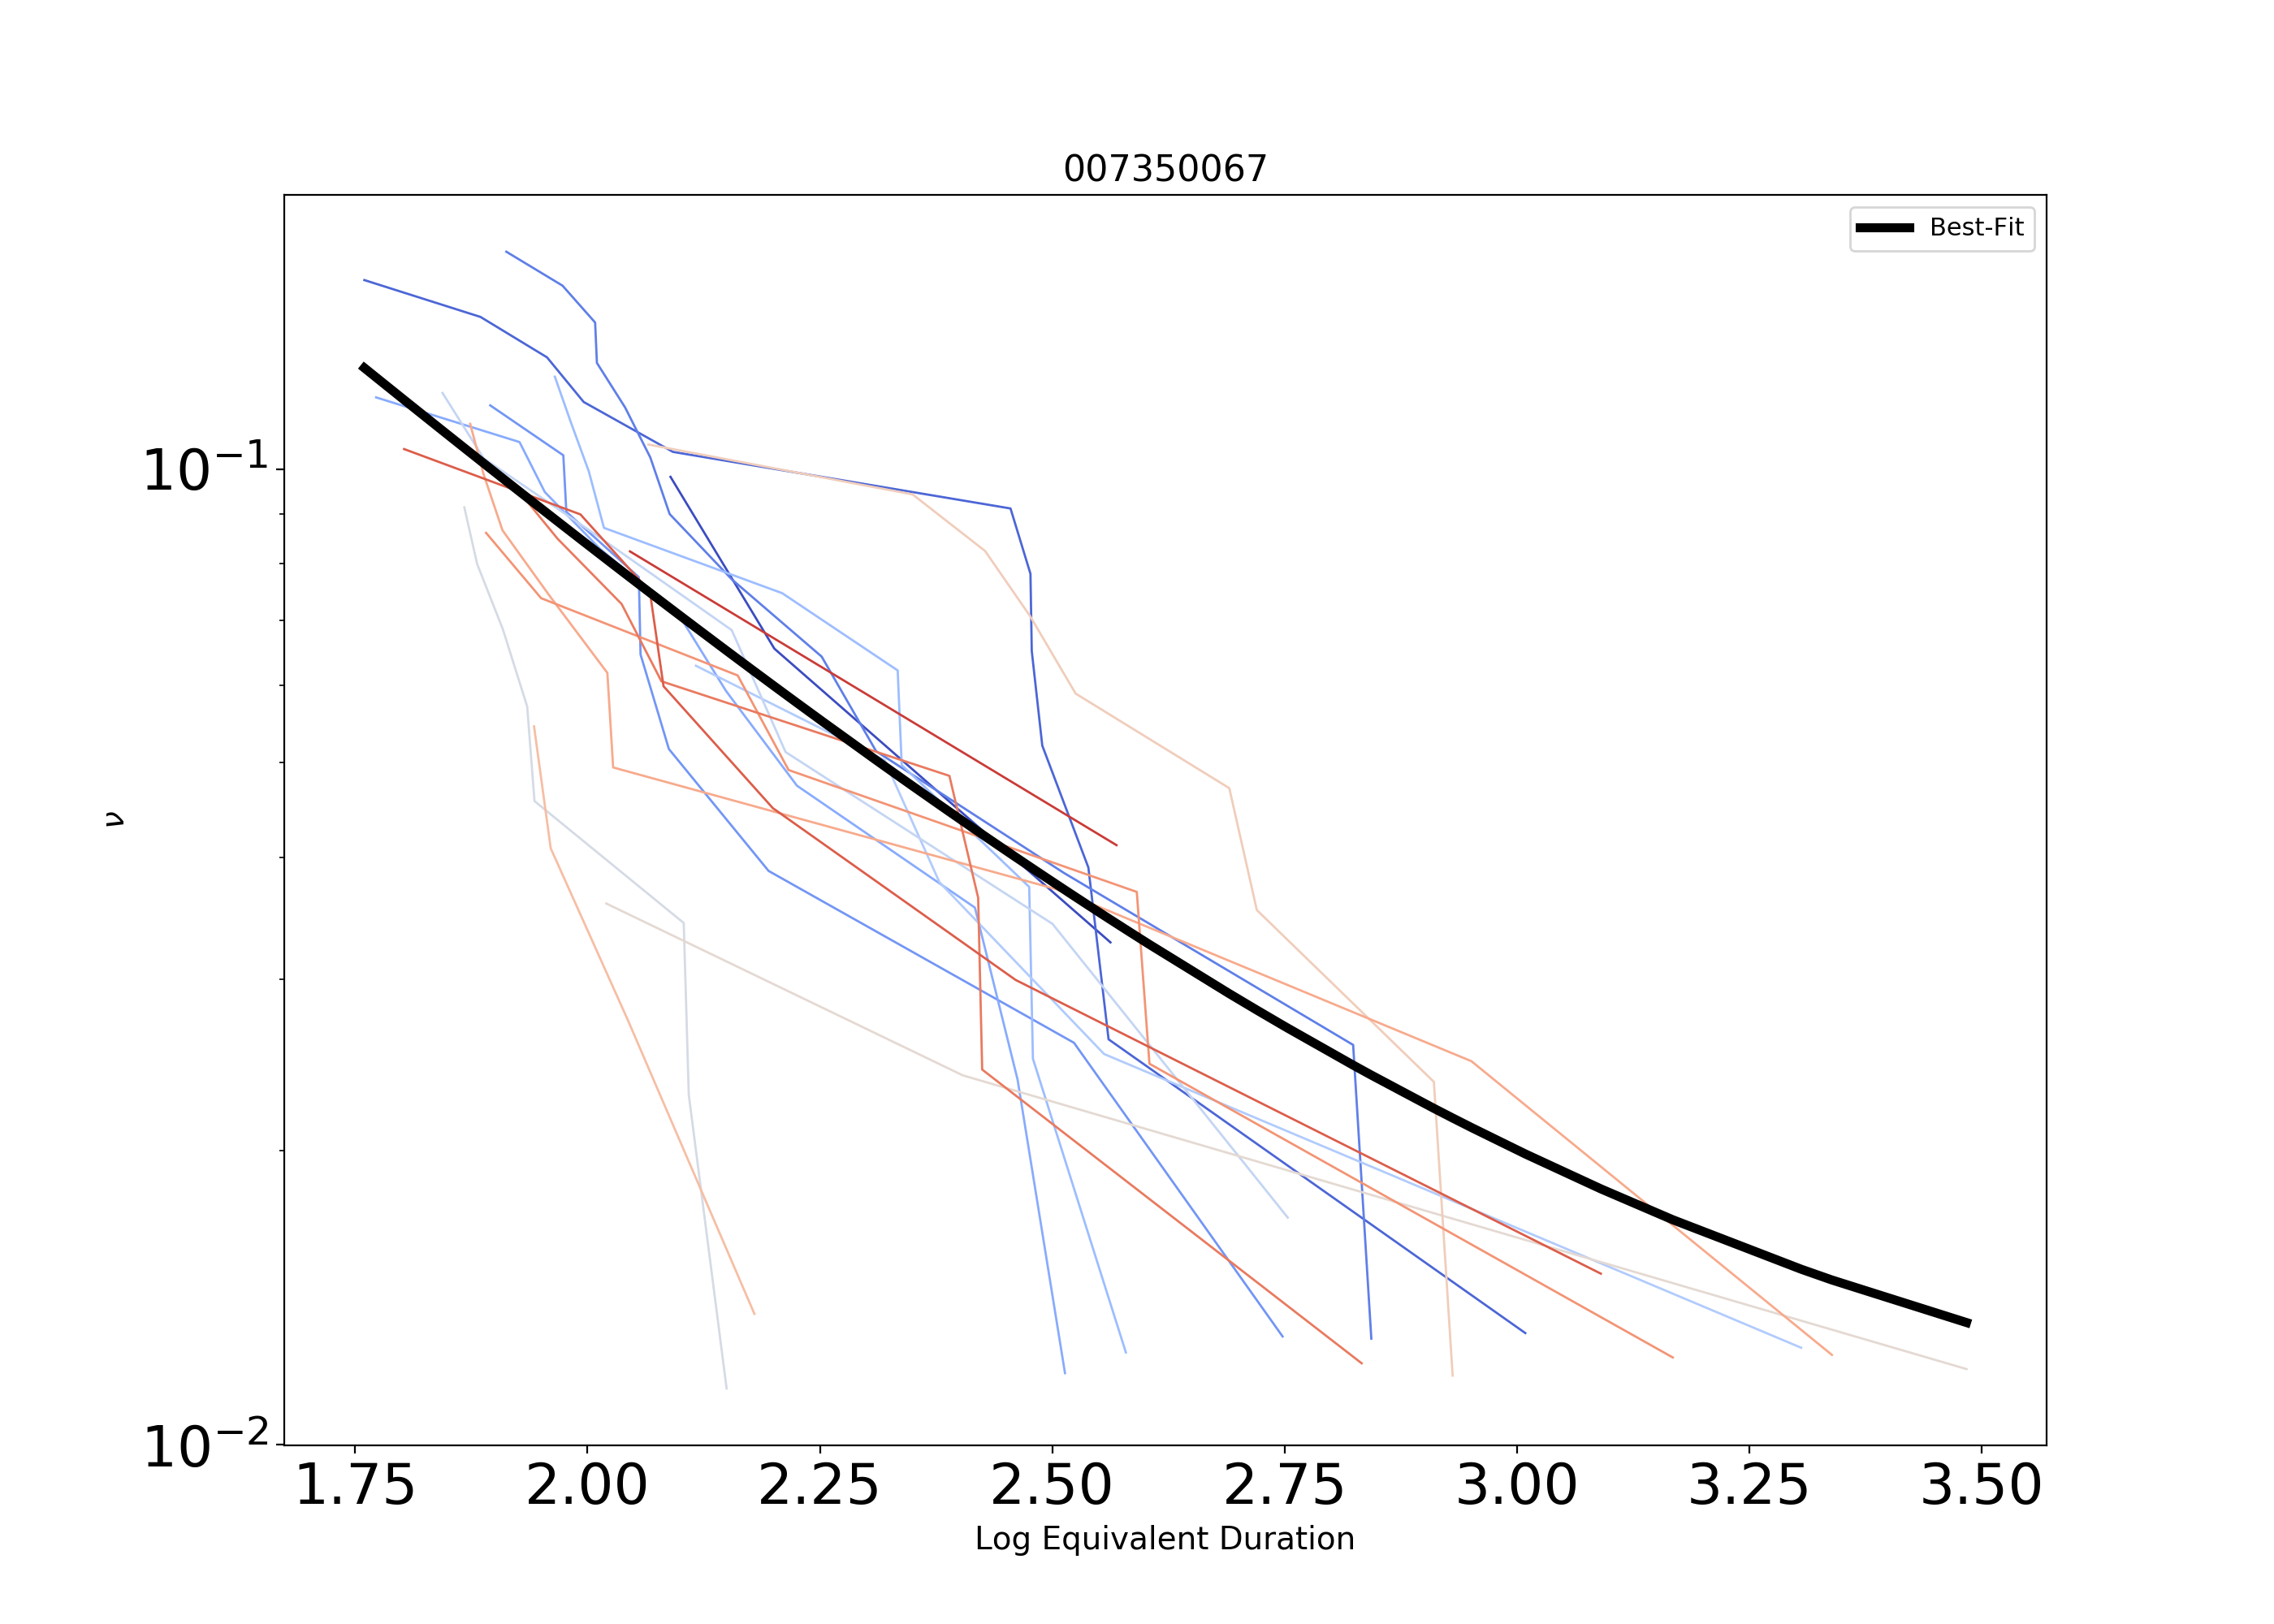 007350067
Best-Fit
10⁻¹
ν
10⁻²
1.75 2.00 2.25 2.50 2.75 3.00 3.25 3.50
Log Equivalent Duration